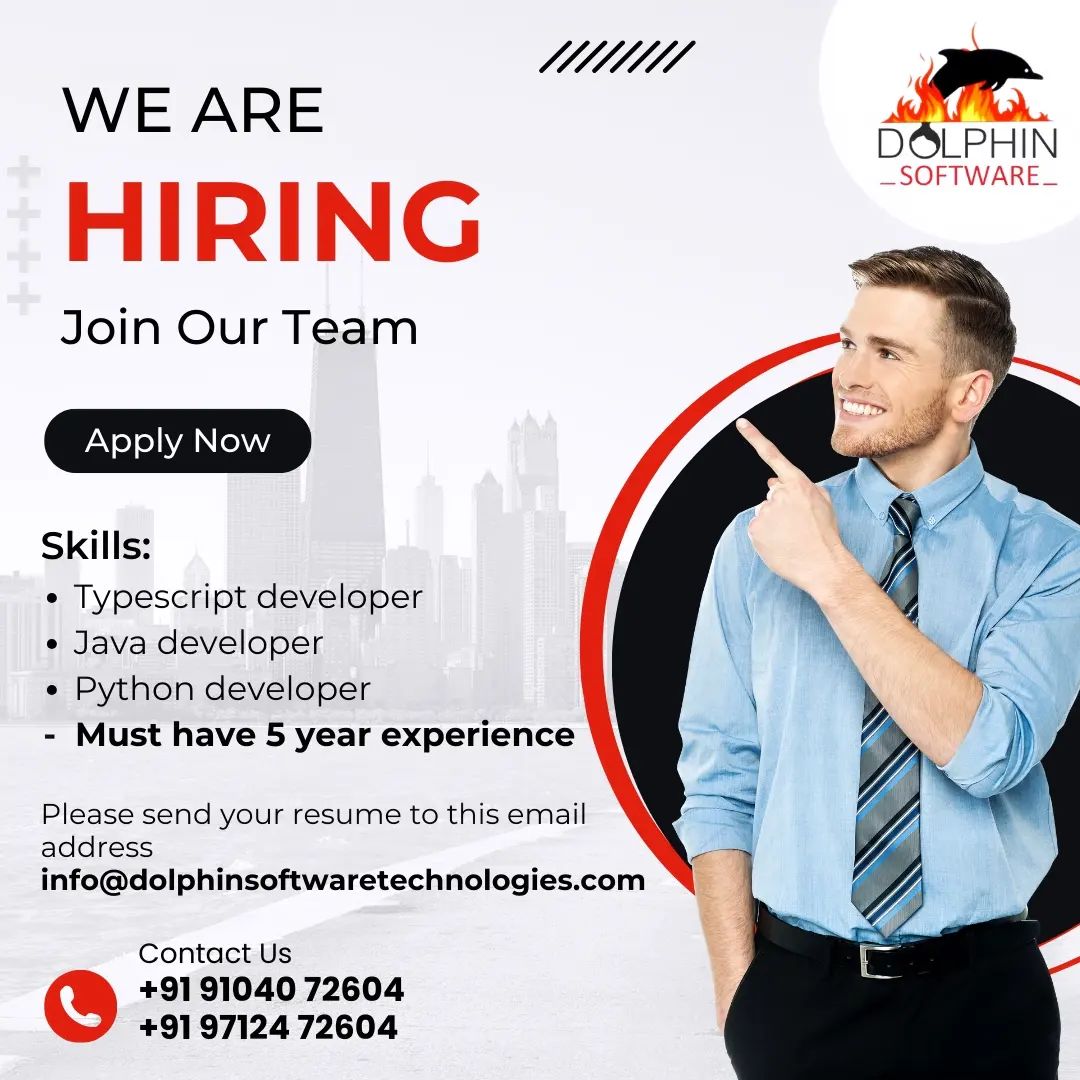 WE ARE
HIRING
Join Our Team
DOLPHIN
SOFTWARE
Apply Now
Skills:
• Typescript developer
• Java developer
• Python developer
- Must have 5 year experience
Please send your resume to this email
address
info@dolphinsoftwaretechnologies.com
Contact Us
+91 91040 72604
+91 97124 72604